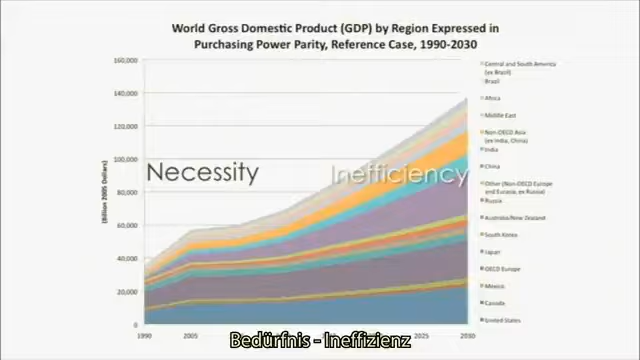 World Gross Domestic Product (GDP) by Region Expressed in
Purchasing Power Parity, Reference Case, 1990-2030
160,000
140,000
120,000
100,000
80,000
60,000
40,000
20,000
0
(Billion 2005 Dollars)
1990
2005
2025
2030
Necessity
Inefficiency
Central and South America
(ex Brazil)
Brazil
Africa
Middle East
Non-OECD Asia
(ex India, China)
India
China
Other (Non-OECD Europe
and Eurasia, ex Russia)
Russia
Australia/New Zealand
South Korea
Japan
OECD Europe
Mexico
Canada
United States
Bedürfnis - Ineffizienz